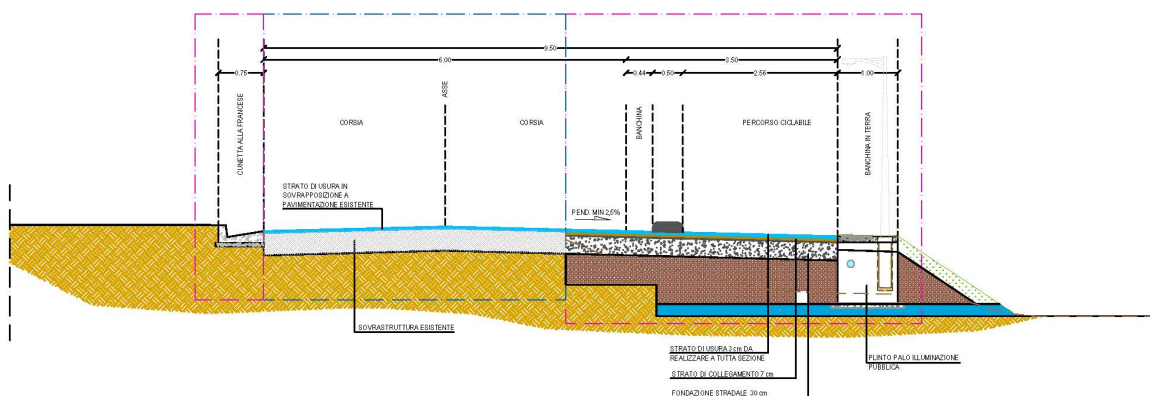 9.50
6.00
3.50
0.75
0.44
0.50
2.56
1.00
CUNETTA ALLA FRANCESE
CORSIA
ASSE
CORSIA
BANCHINA
PERCORSO CICLABILE
BANCHINA IN TERRA
STRATO DI USURA IN
SOVRAPPOSIZIONE A
PAVIMENTAZIONE ESISTENTE
PEND. MIN 2,5%
SOVRASTRUTTURA ESISTENTE
STRATO DI USURA 3 cm DA
REALIZZARE A TUTTA SEZIONE
STRATO DI COLLEGAMENTO 7 cm
FONDAZIONE STRADALE 30 cm
PLINTO PALO ILLUMINAZIONE
PUBBLICA